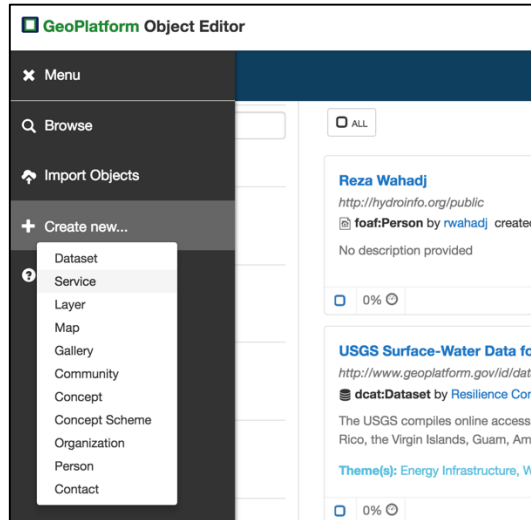 GeoPlatform Object Editor
Menu
Browse
Import Objects
Create new...
Dataset
Service
Layer
Map
Gallery
Community
Concept
Concept Scheme
Organization
Person
Contact
ALL
Reza Wahadj
http://hydroinfo.org/public
foaf:Person by rwahadj create
No description provided
0%
USGS Surface-Water Data fo
http://www.geoplatform.gov/id/dat
dcat:Dataset by Resilience Cor
The USGS compiles online access
Rico, the Virgin Islands, Guam, Am
Theme(s): Energy Infrastructure, W
0%